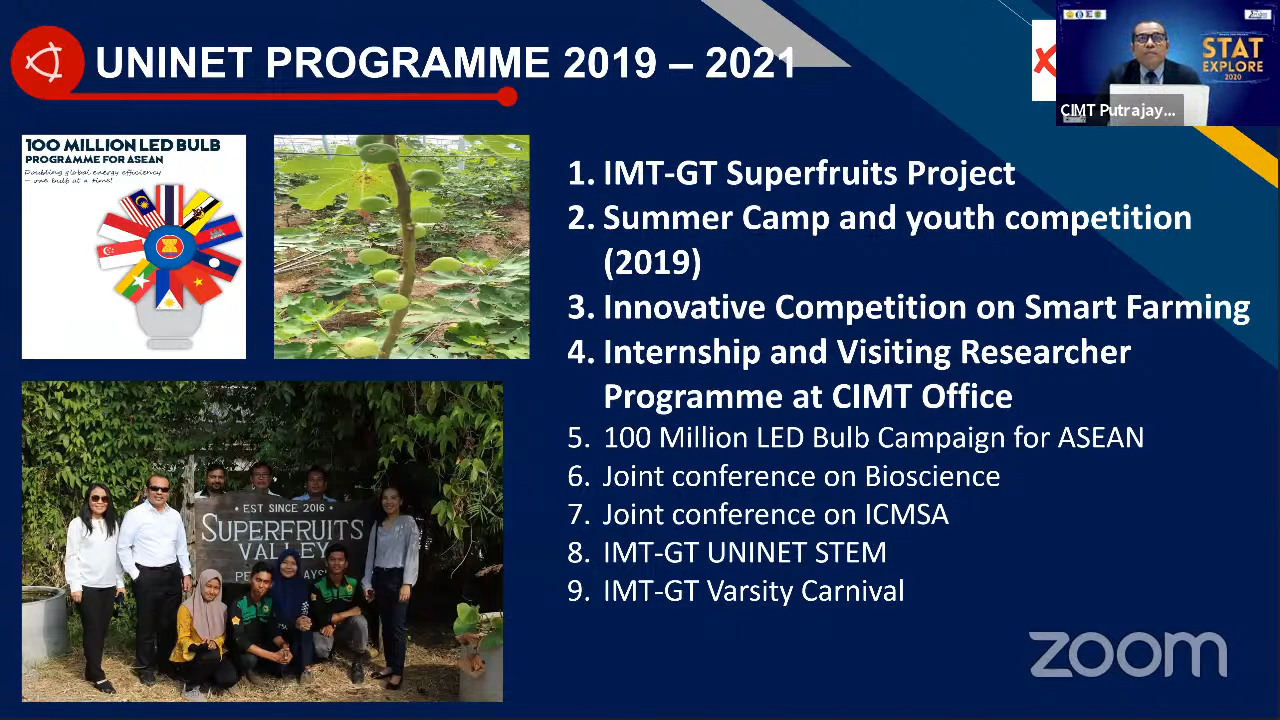 UNINET PROGRAMME 2019 – 2021
STAT
EXPLORE
2020
CIMT Putrajay...
100 MILLION LED BULB
PROGRAMME FOR ASEAN
Doubling global energy efficiency
– one bulb at a time!
• EST SINCE 2016 •
SUPERFRUITS
VALLEY
1. IMT-GT Superfruits Project
2. Summer Camp and youth competition
(2019)
3. Innovative Competition on Smart Farming
4. Internship and Visiting Researcher
Programme at CIMT Office
5. 100 Million LED Bulb Campaign for ASEAN
6. Joint conference on Bioscience
7. Joint conference on ICMSA
8. IMT-GT UNINET STEM
9. IMT-GT Varsity Carnival
zoom